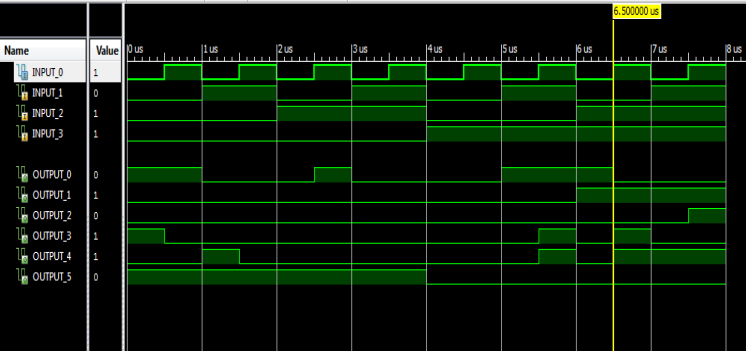 6.500000 us
Name Value 0 us 1 us 2 us 3 us 4 us 5 us 6 us 7 us 8 us
INPUT_0 1
INPUT_1 0
INPUT_2 1
INPUT_3 1
OUTPUT_0 0
OUTPUT_1 1
OUTPUT_2 0
OUTPUT_3 1
OUTPUT_4 1
OUTPUT_5 0